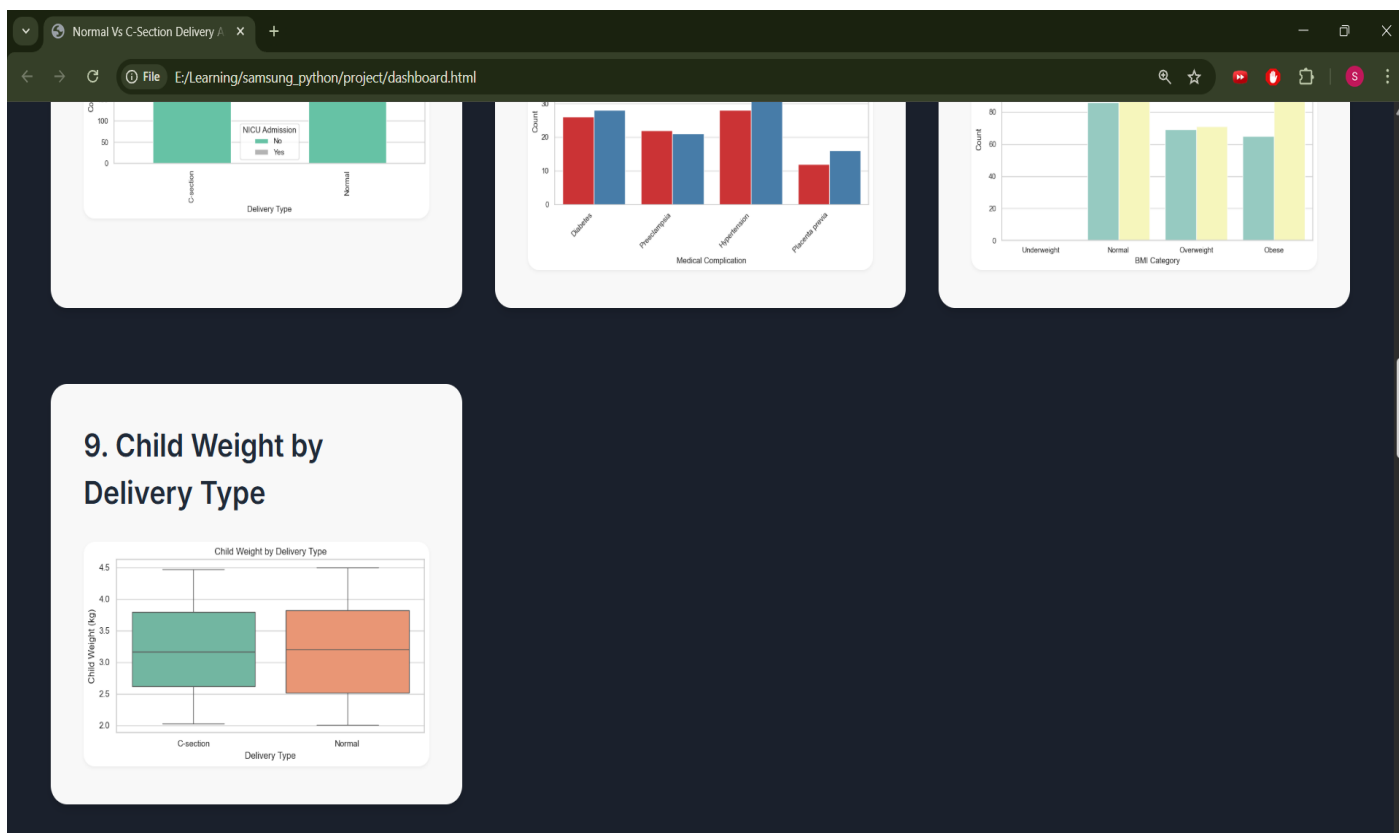 Normal Vs C-Section Delivery A
File
E:/Learning/samsung_python/project/dashboard.html
S
100
50
0
NICU Admission
No
Yes
C-section
Normal
Delivery Type
Count
30
20
10
0
Diabetes
Preeclampsia
Hypertension
Placenta previa
Medical Complication
Count
80
60
40
20
0
Underweight
Normal
Overweight
Obese
BMI Category
9. Child Weight by
Delivery Type
Child Weight by Delivery Type
Child Weight (kg)
4.5
4.0
3.5
3.0
2.5
2.0
C-section
Normal
Delivery Type